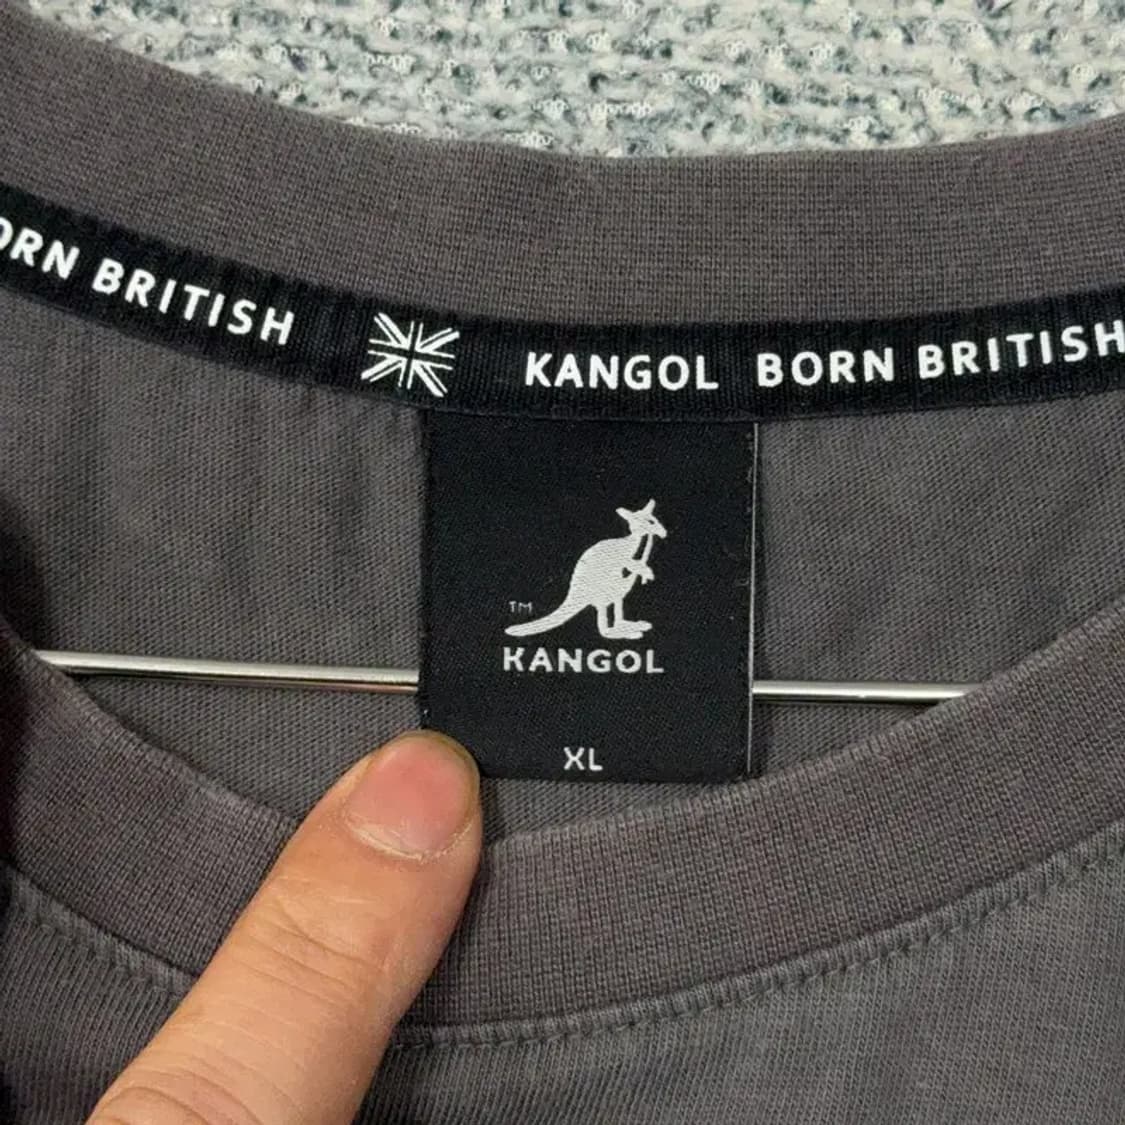 ORN BRITISH KANGOL BORN BRITISH
TM
KANGOL
XL